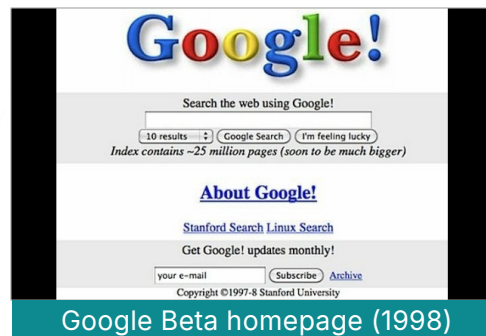 Google!
Search the web using Google!
10 results Google Search I'm feeling lucky
Index contains ~25 million pages (soon to be much bigger)
About Google!
Stanford Search Linux Search
Get Google! updates monthly!
your e-mail Subscribe Archive
Copyright ©1997-8 Stanford University
Google Beta homepage (1998)